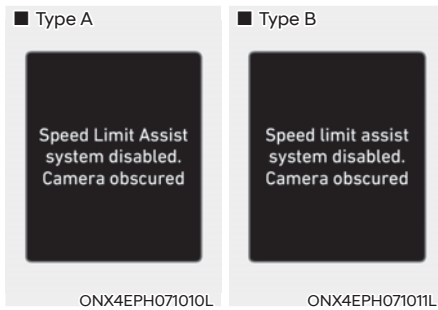 ■ Type A
Speed Limit Assist
system disabled.
Camera obscured
ONX4EPH071010L
■ Type B
Speed limit assist
system disabled.
Camera obscured
ONX4EPH071011L